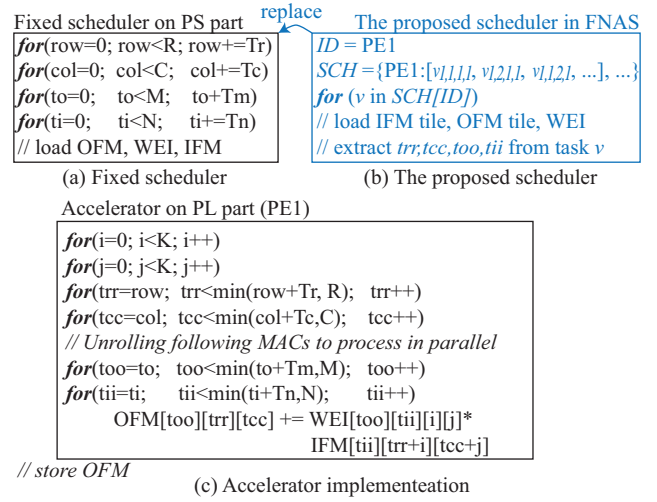 Fixed scheduler on PS part
replace
The proposed scheduler in FNAS
for(row=0; row<R; row+=Tr)
for(col=0; col<C; col+=Tc)
for(to=0; to<M; to+Tm)
for(ti=0; ti<N; ti+=Tn)
// load OFM, WEI, IFM
(a) Fixed scheduler
ID = PE1
SCH ={PE1:[v1,1,1,1, v1,2,1,1, v1,1,2,1, ...], ...}
for (v in SCH[ID])
// load IFM tile, OFM tile, WEI
// extract trr,tcc,too,tii from task v
(b) The proposed scheduler
Accelerator on PL part (PE1)
for(i=0; i<K; i++)
for(j=0; j<K; j++)
for(trr=row; trr<min(row+Tr, R); trr++)
for(tcc=col; tcc<min(col+Tc,C); tcc++)
// Unrolling following MACs to process in parallel
for(too=to; too<min(to+Tm,M); too++)
for(tii=ti; tii<min(ti+Tn,N); tii++)
OFM[too][trr][tcc] += WEI[too][tii][i][j]*
IFM[tii][trr+i][tcc+j]
// store OFM
(c) Accelerator implementeation